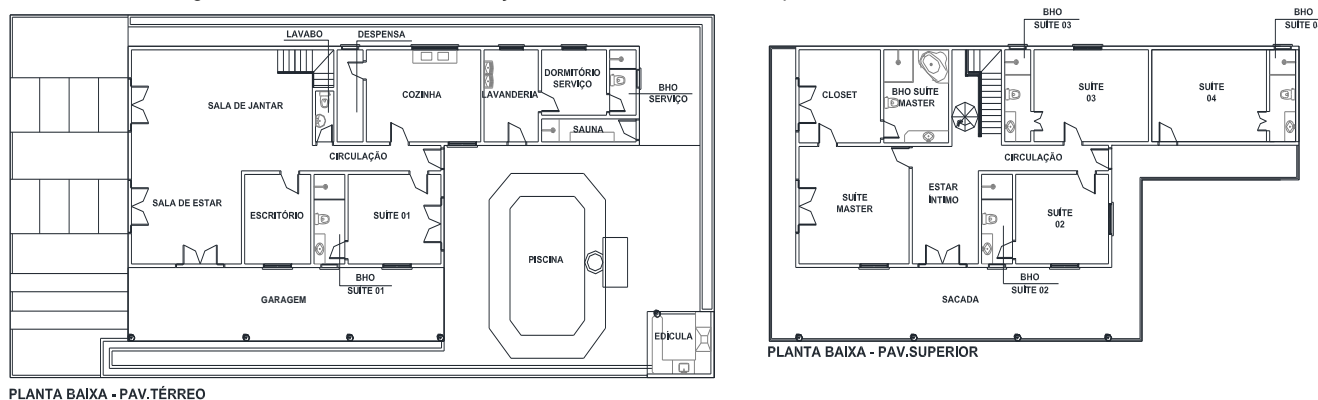 LAVABO
DESPENSA
SALA DE JANTAR
COZINHA
LAVANDERIA
DORMITÓRIO
SERVIÇO
BHO
SERVIÇO
SAUNA
CIRCULAÇÃO
SALA DE ESTAR
ESCRITÓRIO
SUÍTE 01
BHO
SUÍTE 01
GARAGEM
PISCINA
EDÍCULA
PLANTA BAIXA - PAV.TÉRREO
BHO
SUÍTE 03
BHO
CLOSET
BHO SUÍTE
MASTER
SUÍTE
03
SUÍTE
04
CIRCULAÇÃO
SUÍTE
MASTER
ESTAR
ÍNTIMO
SUÍTE
02
BHO
SUÍTE 02
SACADA
PLANTA BAIXA - PAV.SUPERIOR